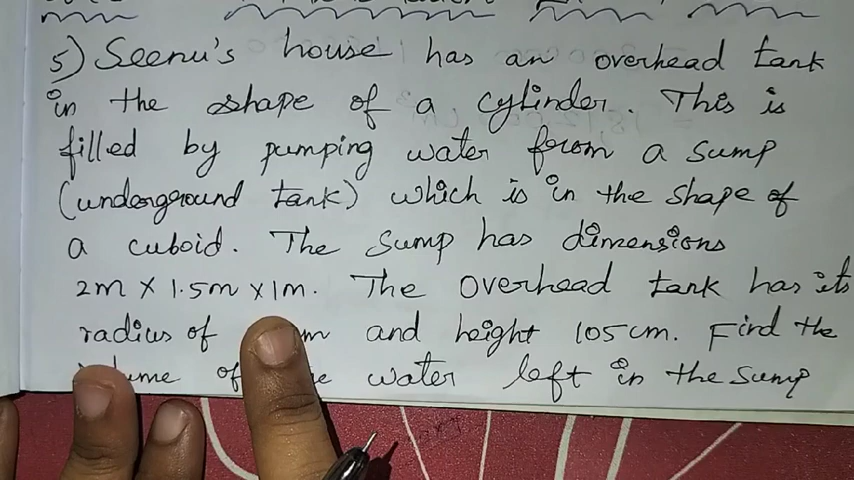 5) Seenu's house has an overhead tank
in the shape of a cylinder. This is
filled by pumping water from a sump
(underground tank) which is in the shape of
a cuboid. The sump has dimensions
2m × 1.5m × 1m. The overhead tank has its
radius of m and height 105cm. Find the
of water left in the sump